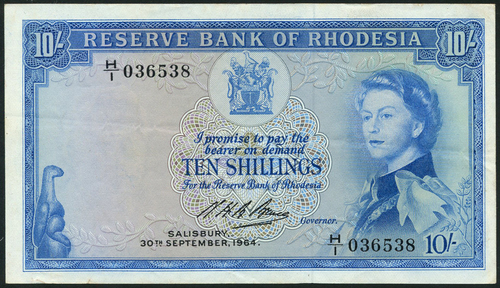 10/- RESERVE BANK OF RHODESIA 10/-
H/1 036538
I promise to pay the
bearer on demand
TEN SHILLINGS
For the Reserve Bank of Rhodesia
Governor.
SALISBURY,
30TH SEPTEMBER, 1964.
H/1 036538 10/-